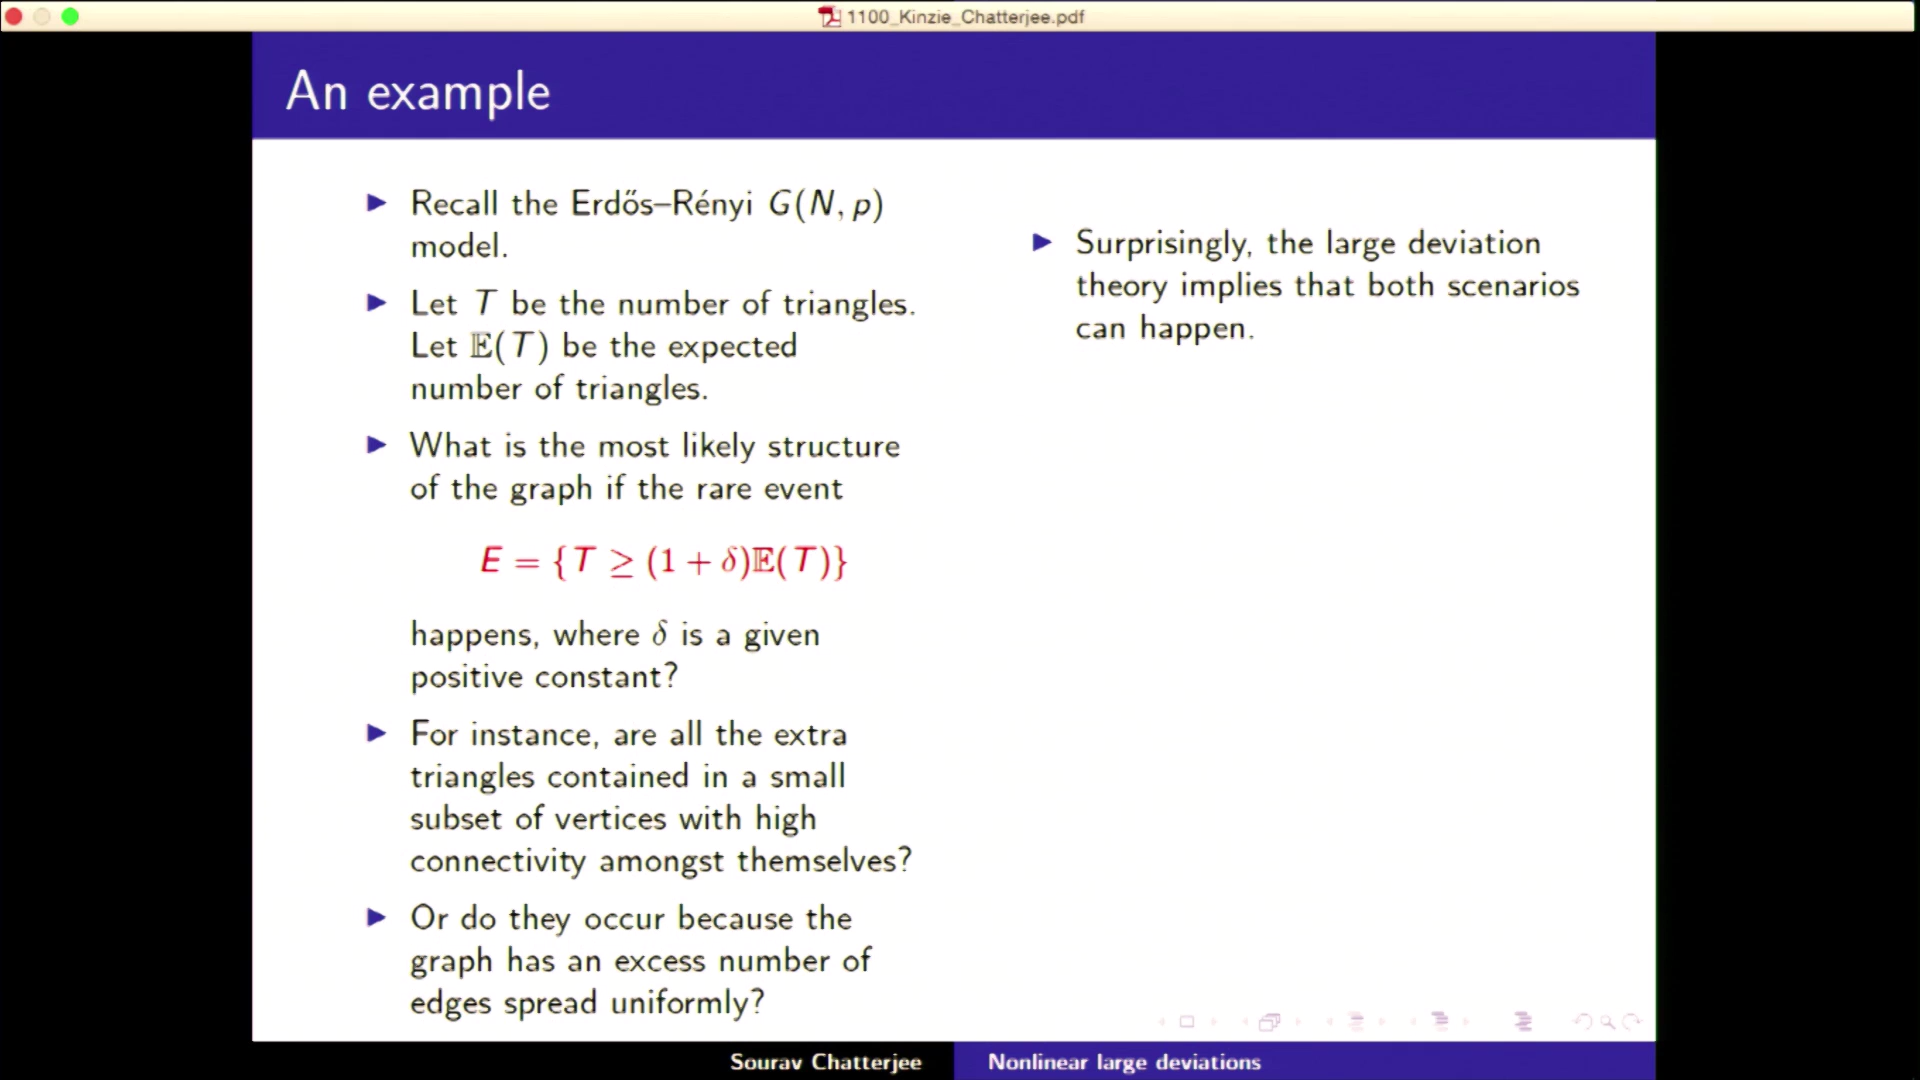 1100_Kinzie_Chatterjee.pdf
An example
▶ Recall the Erdős–Rényi G(N, p)
model.
▶ Let T be the number of triangles.
Let 𝔼(T) be the expected
number of triangles.
▶ What is the most likely structure
of the graph if the rare event
E = {T ≥ (1 + δ)𝔼(T)}
happens, where δ is a given
positive constant?
▶ For instance, are all the extra
triangles contained in a small
subset of vertices with high
connectivity amongst themselves?
▶ Or do they occur because the
graph has an excess number of
edges spread uniformly?
▶ Surprisingly, the large deviation
theory implies that both scenarios
can happen.
Sourav Chatterjee
Nonlinear large deviations